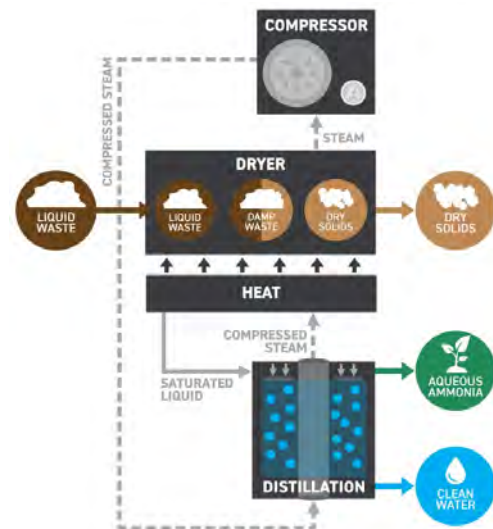 COMPRESSOR
COMPRESSED STEAM
STEAM
DRYER
LIQUID
WASTE
LIQUID
WASTE
DAMP
WASTE
DRY
SOLIDS
DRY
SOLIDS
HEAT
COMPRESSED
STEAM
SATURATED
LIQUID
AQUEOUS
AMMONIA
DISTILLATION
CLEAN
WATER